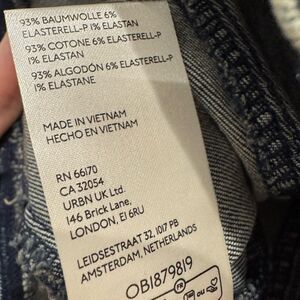 93% BAUMWOLLE 6%
ELASTERELL-P 1% ELASTAN
93% COTONE 6% ELASTERELL-P
1% ELASTAN
93% ALGODÓN 6% ELASTERELL-P
1% ELASTANE
MADE IN VIETNAM
HECHO EN VIETNAM
RN 66170
CA 32054
URBN UK Ltd.
146 Brick Lane,
LONDON, E1 6RU
LEIDSESTRAAT 32, 1017 PB
AMSTERDAM, NETHERLANDS
OB1879819
FR
ou